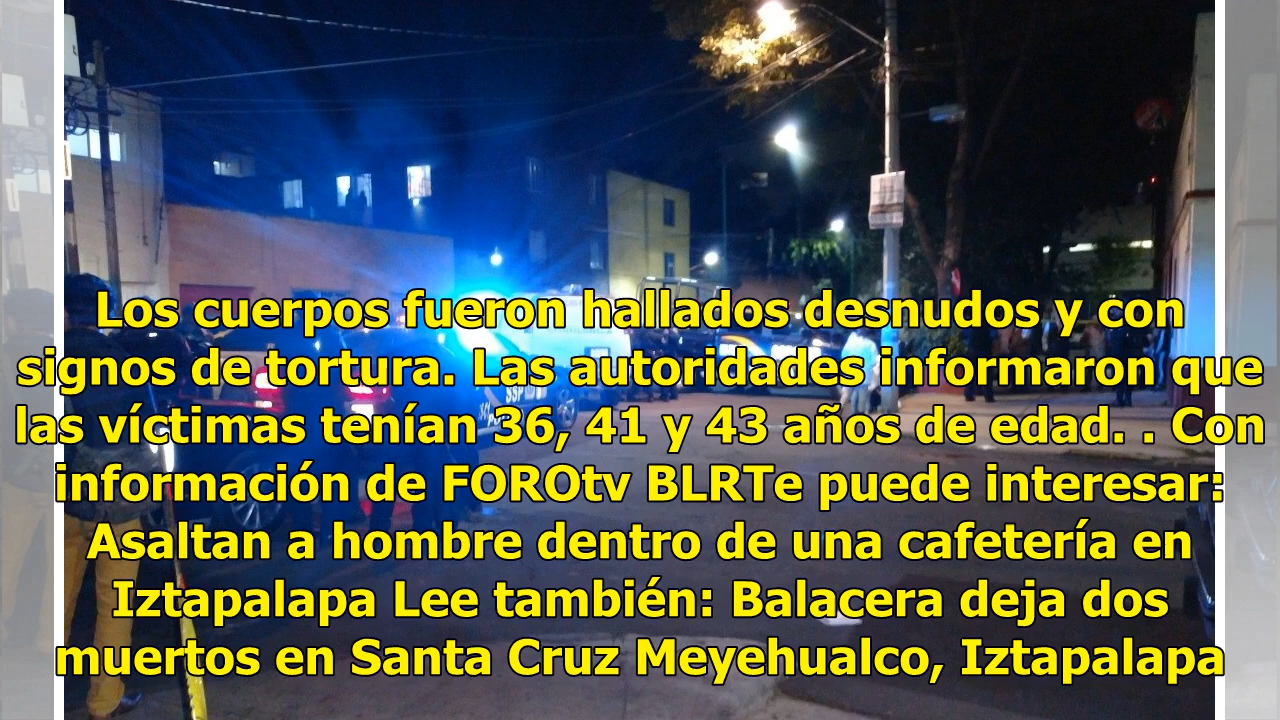 Los cuerpos fueron hallados desnudos y con
signos de tortura. Las autoridades informaron que
las víctimas tenían 36, 41 y 43 años de edad. . Con
información de FOROtv BLRTe puede interesar:
Asaltan a hombre dentro de una cafetería en
Iztapalapa Lee también: Balacera deja dos
muertos en Santa Cruz Meyehualco, Iztapalapa
SSP